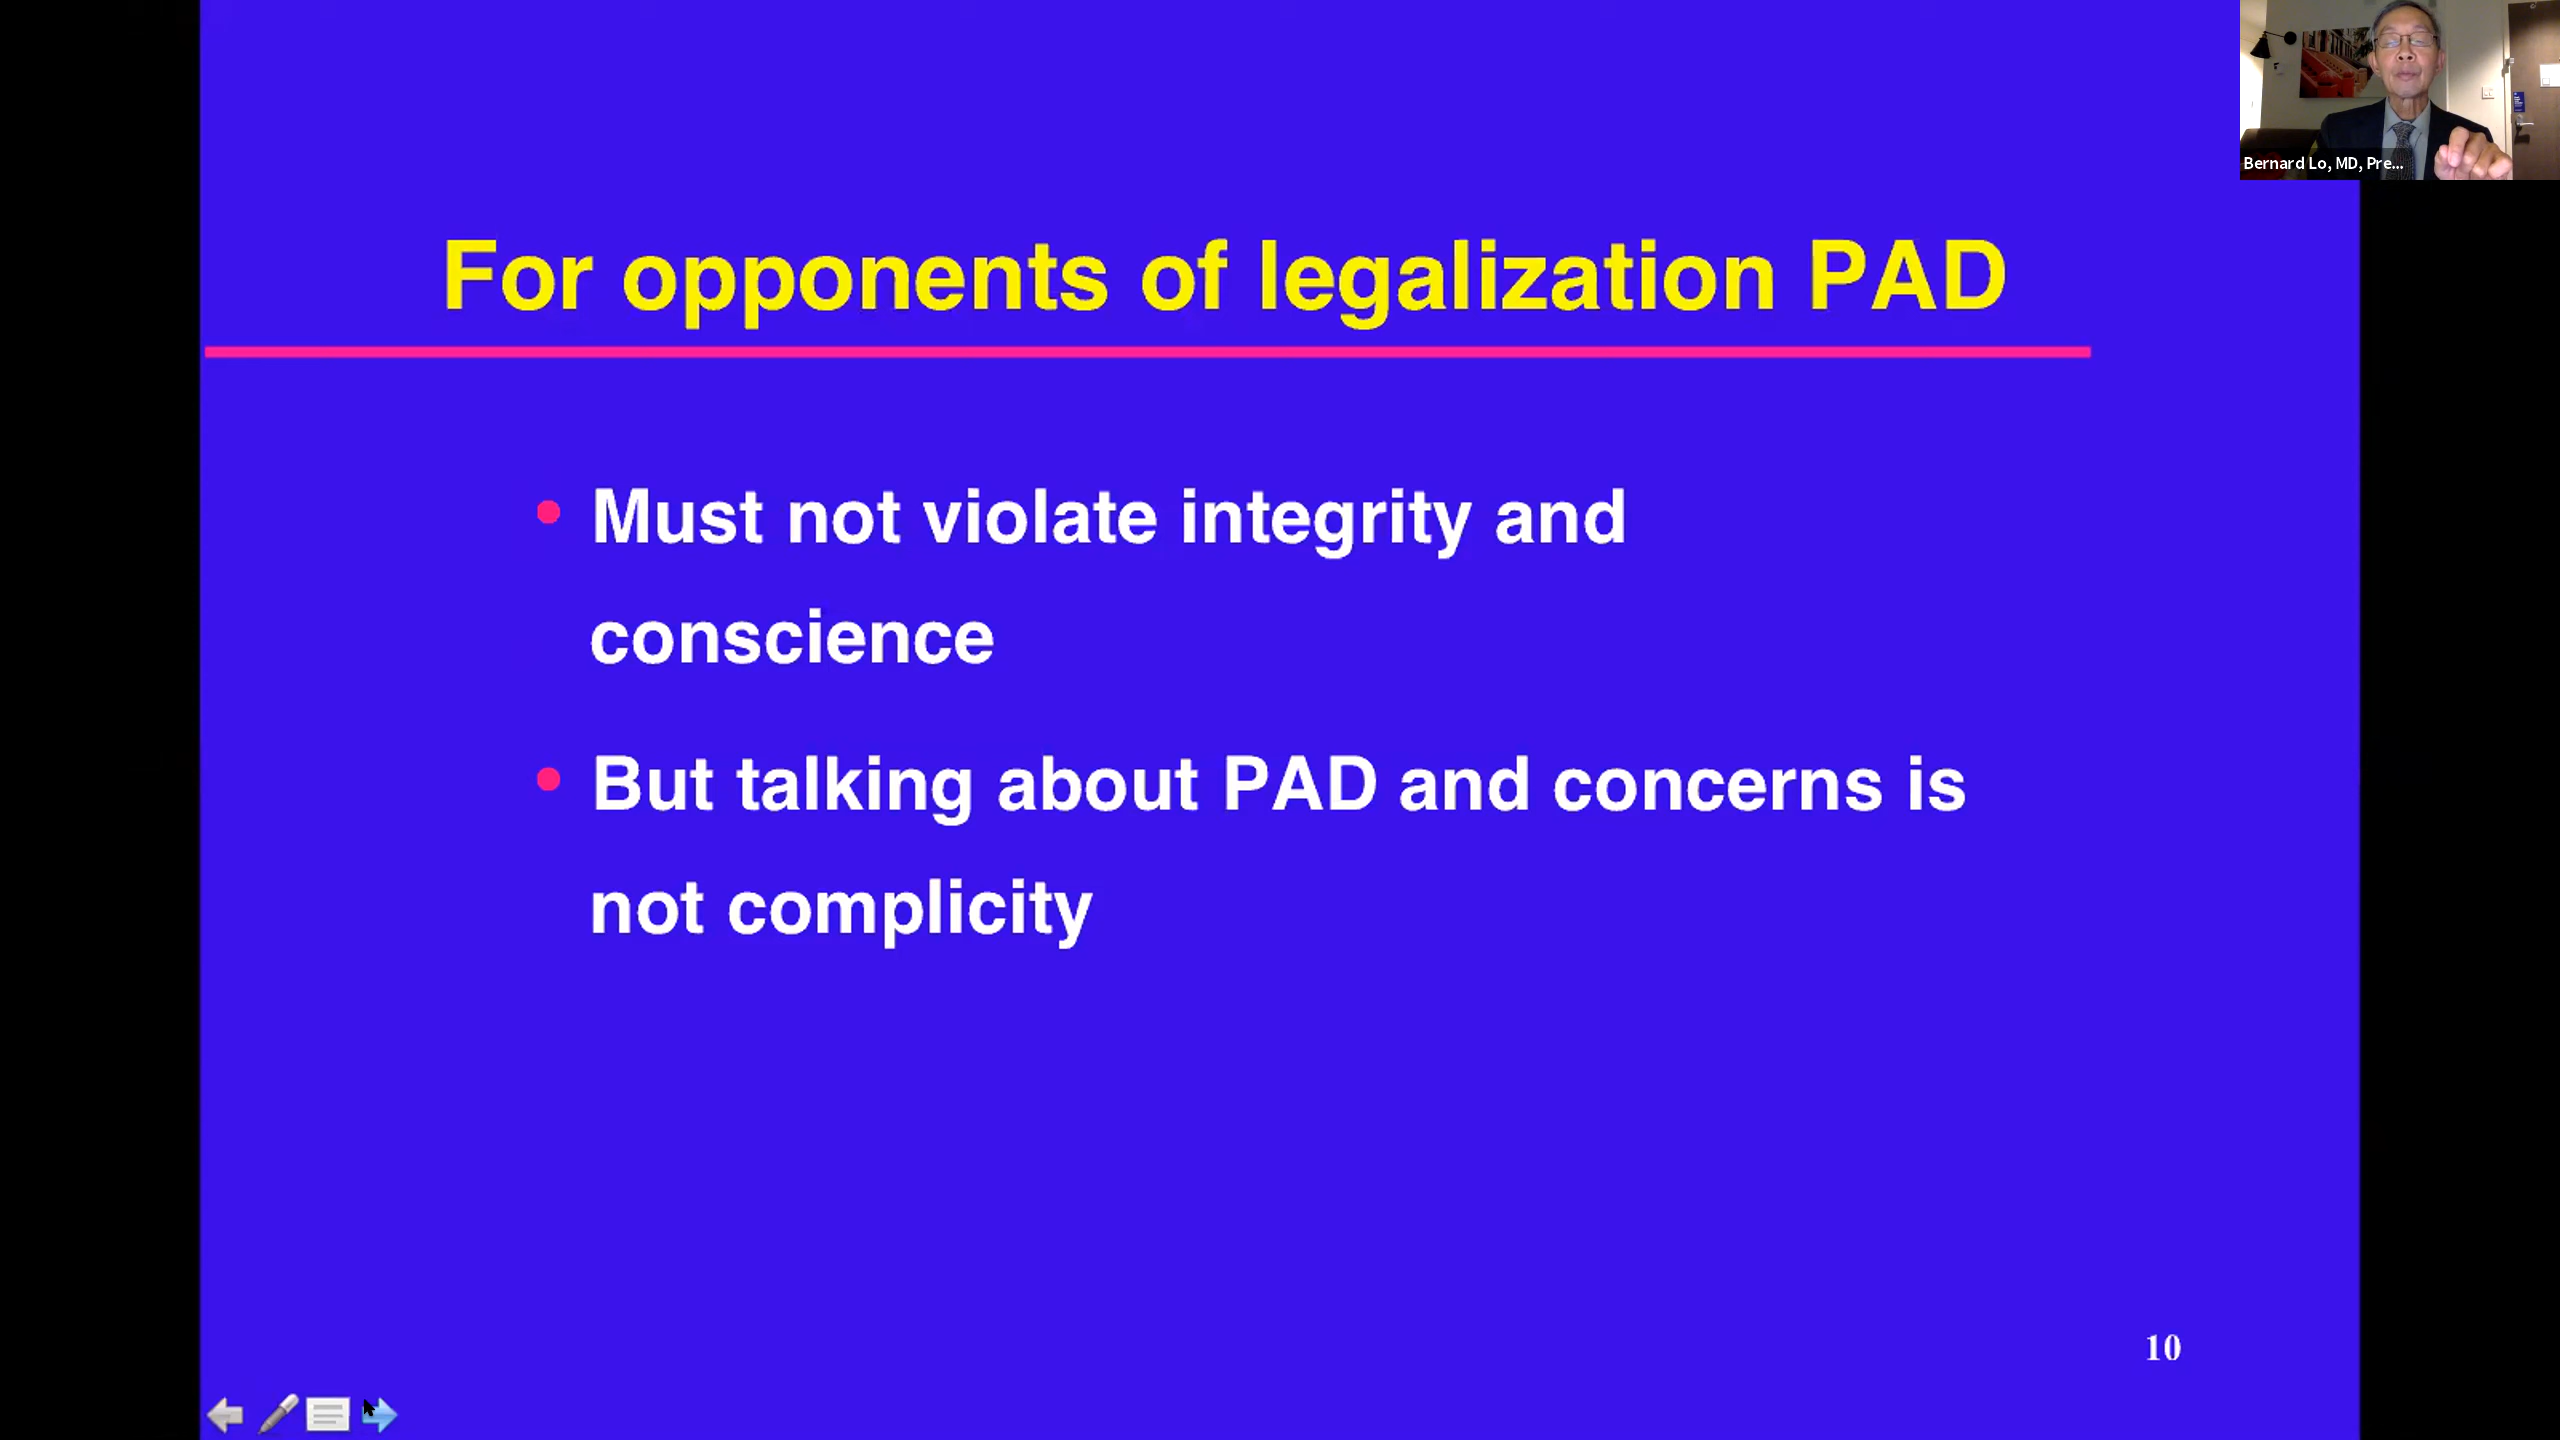 For opponents of legalization PAD
• Must not violate integrity and
conscience
• But talking about PAD and concerns is
not complicity
10
Bernard Lo, MD, Pre...